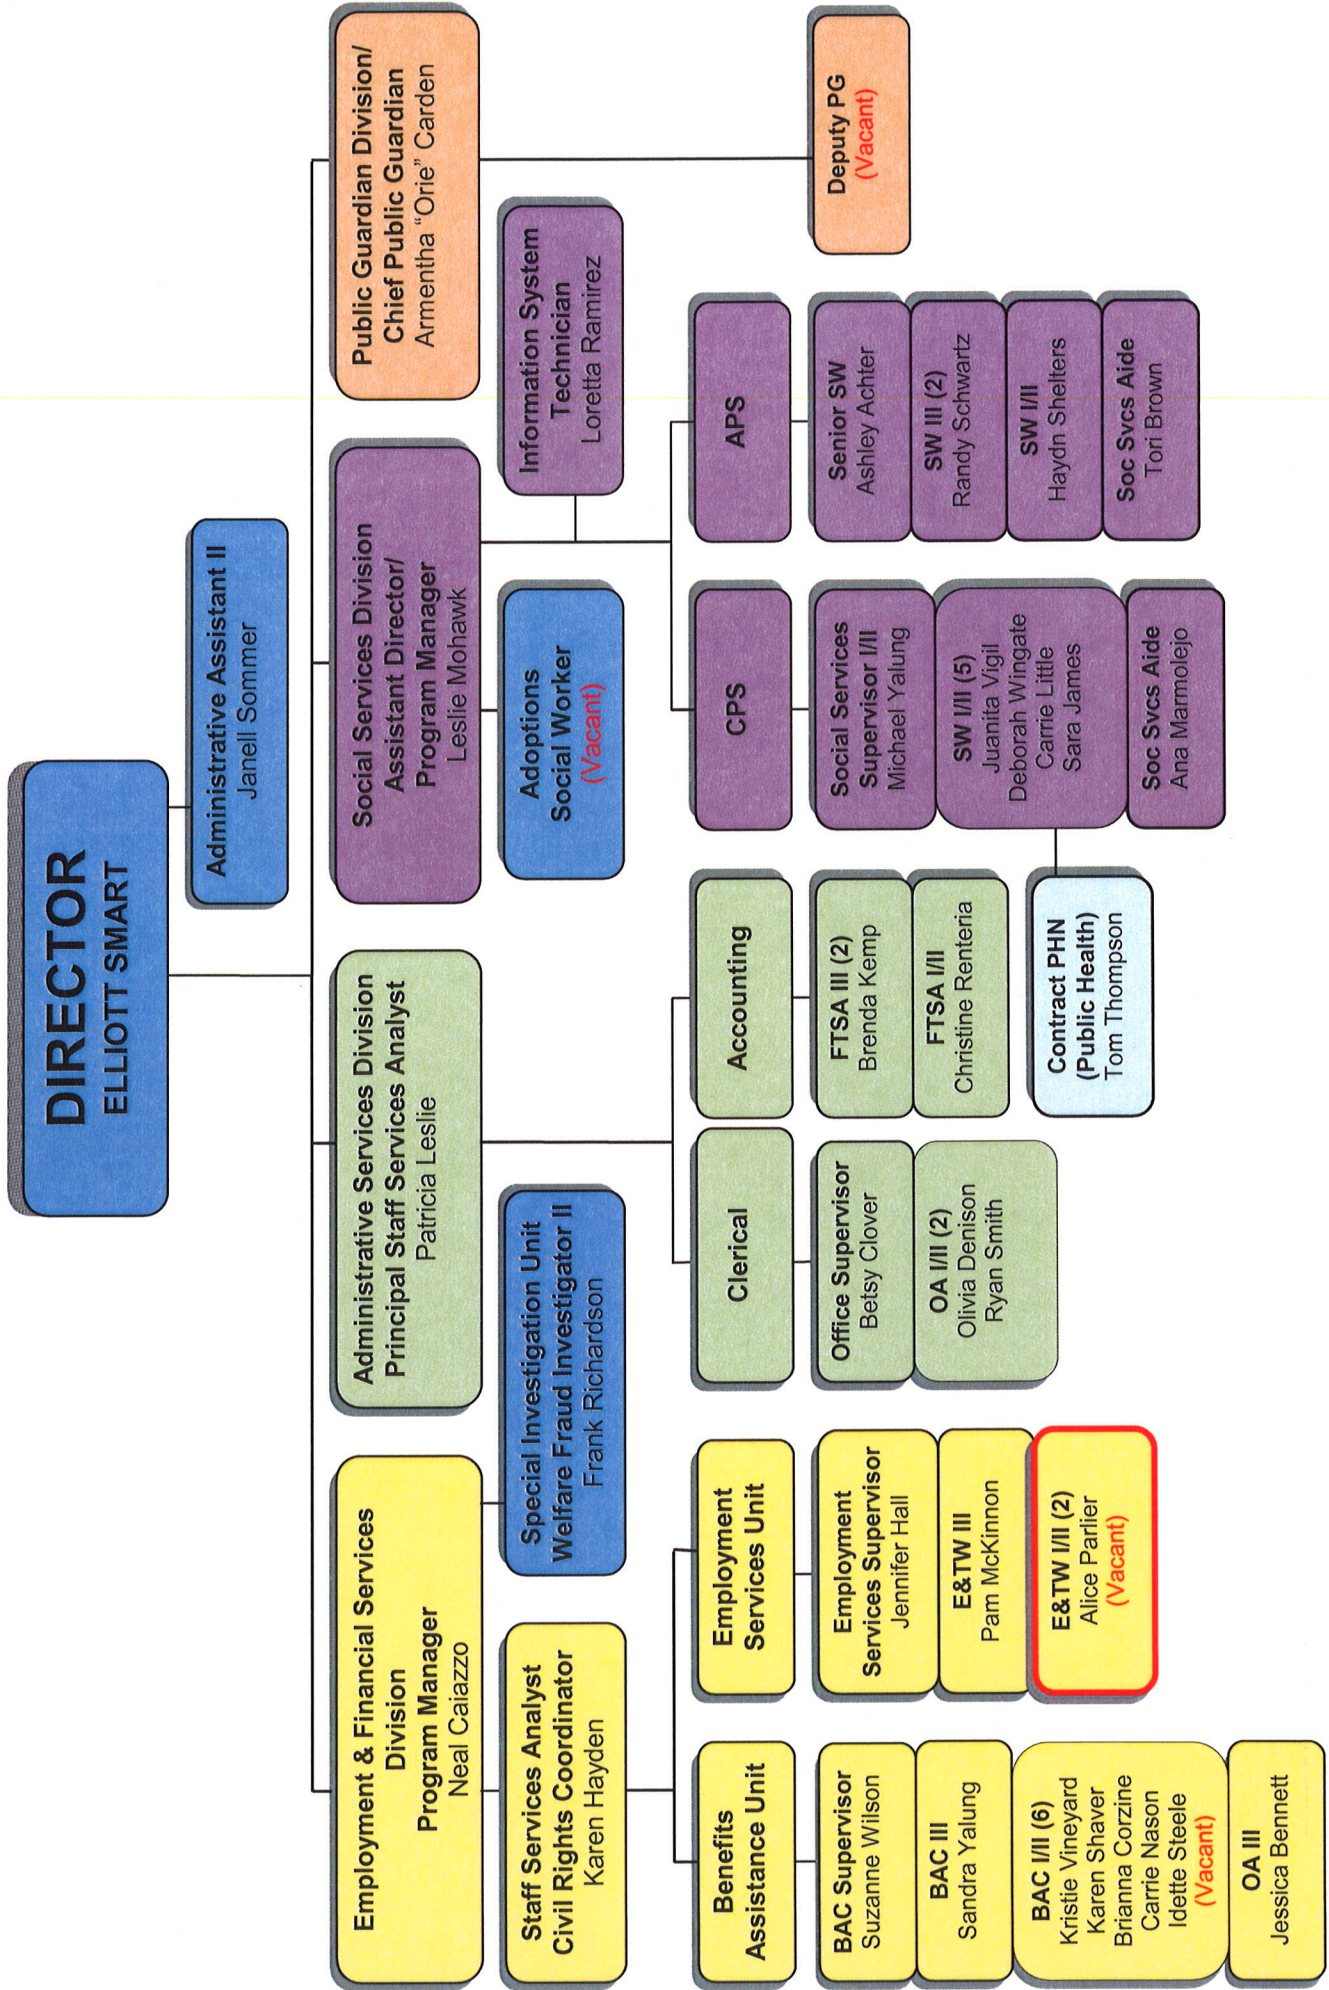 DIRECTOR
ELLIOTT SMART
Administrative Assistant II
Janell Sommer
Employment & Financial Services
Division
Program Manager
Neal Caiazzo
Administrative Services Division
Principal Staff Services Analyst
Patricia Leslie
Social Services Division
Assistant Director/
Program Manager
Leslie Mohawk
Public Guardian Division/
Chief Public Guardian
Armentha “Orie” Carden
Staff Services Analyst
Civil Rights Coordinator
Karen Hayden
Special Investigation Unit
Welfare Fraud Investigator II
Frank Richardson
Adoptions
Social Worker
(Vacant)
Information System
Technician
Loretta Ramirez
Benefits
Assistance Unit
Employment
Services Unit
Clerical
Accounting
CPS
APS
BAC Supervisor
Suzanne Wilson
BAC III
Sandra Yalung
BAC I/II (6)
Kristie Vineyard
Karen Shaver
Brianna Corzine
Carrie Nason
Idette Steele
(Vacant)
OA III
Jessica Bennett
Employment
Services Supervisor
Jennifer Hall
E&TW III
Pam McKinnon
E&TW I/II (2)
Alice Parlier
(Vacant)
Office Supervisor
Betsy Clover
OA I/II (2)
Olivia Denison
Ryan Smith
FTSA III (2)
Brenda Kemp
FTSA I/II
Christine Renteria
Contract PHN
(Public Health)
Tom Thompson
Social Services
Supervisor I/II
Michael Yalung
SW I/II (5)
Juanita Vigil
Deborah Wingate
Carrie Little
Sara James
Soc Svcs Aide
Ana Marmolejo
Senior SW
Ashley Achter
SW III (2)
Randy Schwartz
SW I/II
Haydn Shelters
Soc Svcs Aide
Tori Brown
Deputy PG
(Vacant)